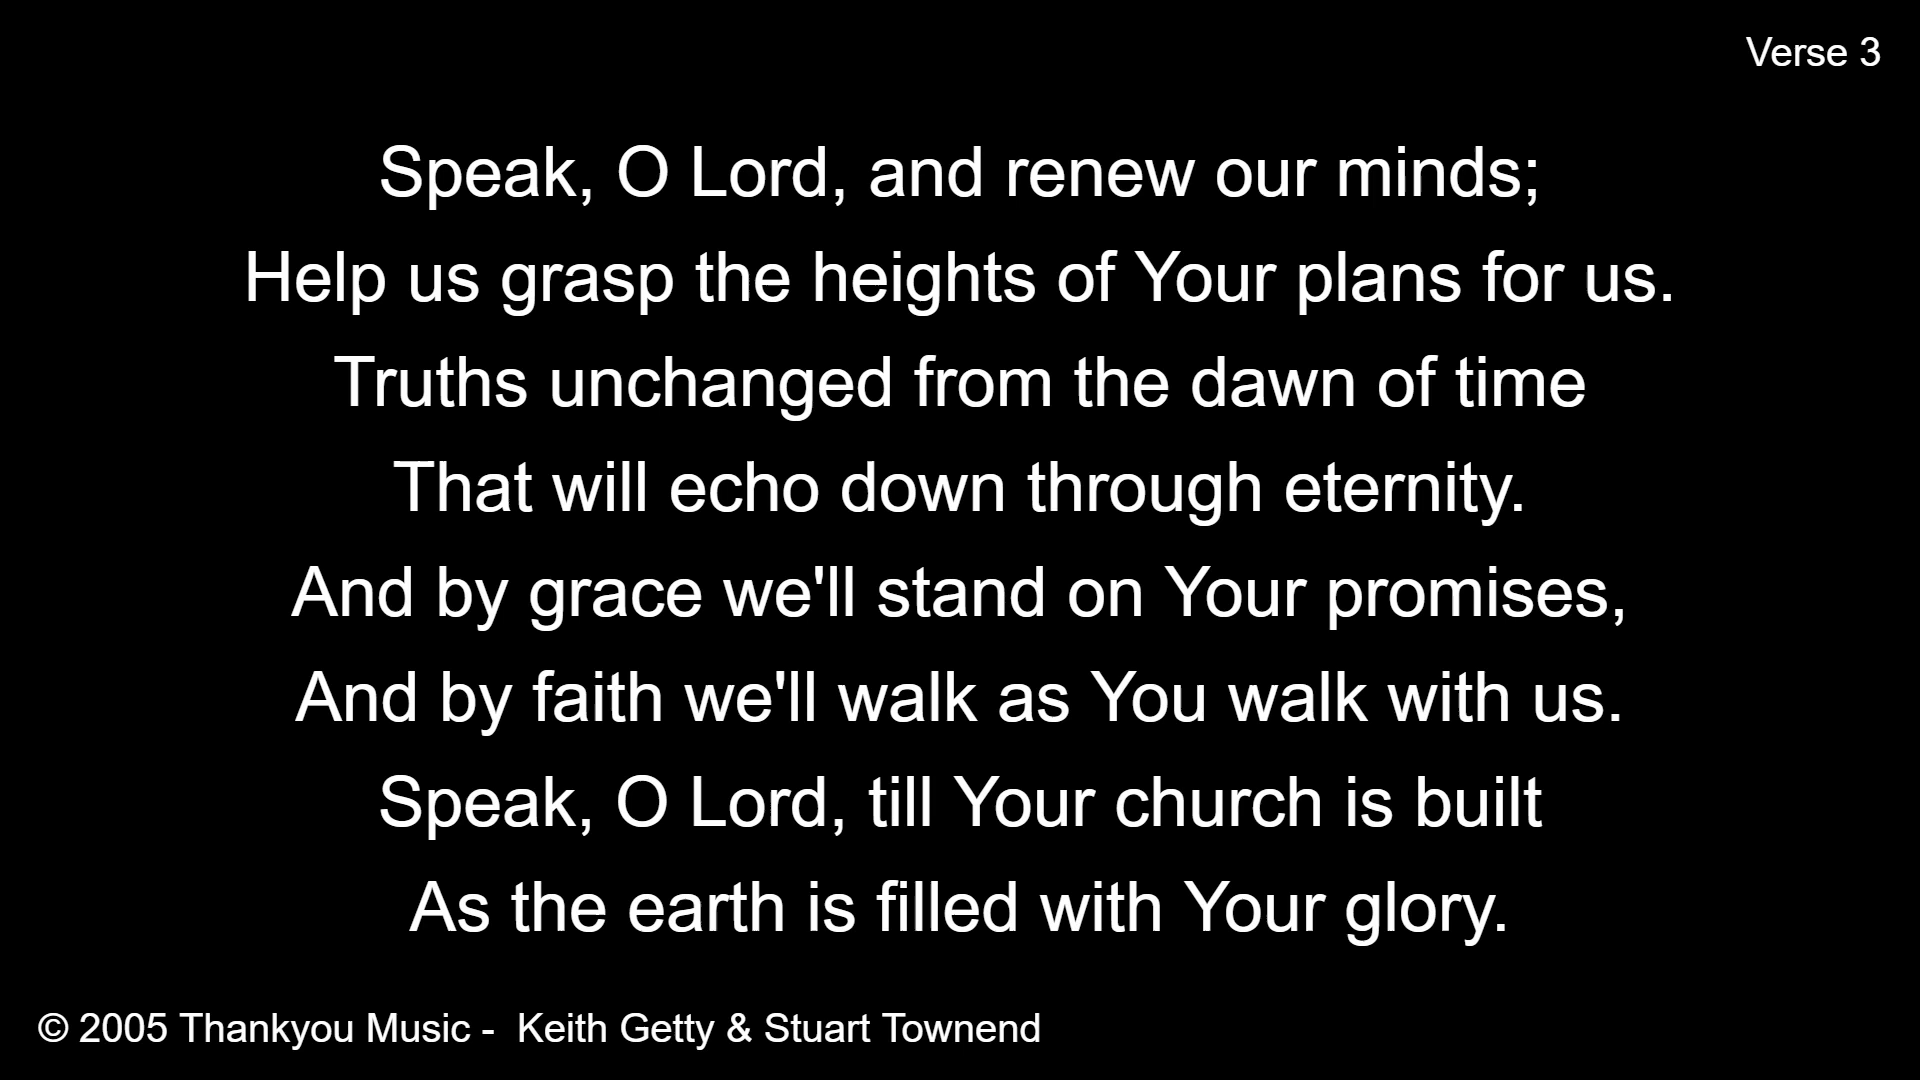 Verse 3
Speak, O Lord, and renew our minds;
Help us grasp the heights of Your plans for us.
Truths unchanged from the dawn of time
That will echo down through eternity.
And by grace we'll stand on Your promises,
And by faith we'll walk as You walk with us.
Speak, O Lord, till Your church is built
As the earth is filled with Your glory.
© 2005 Thankyou Music -  Keith Getty & Stuart Townend